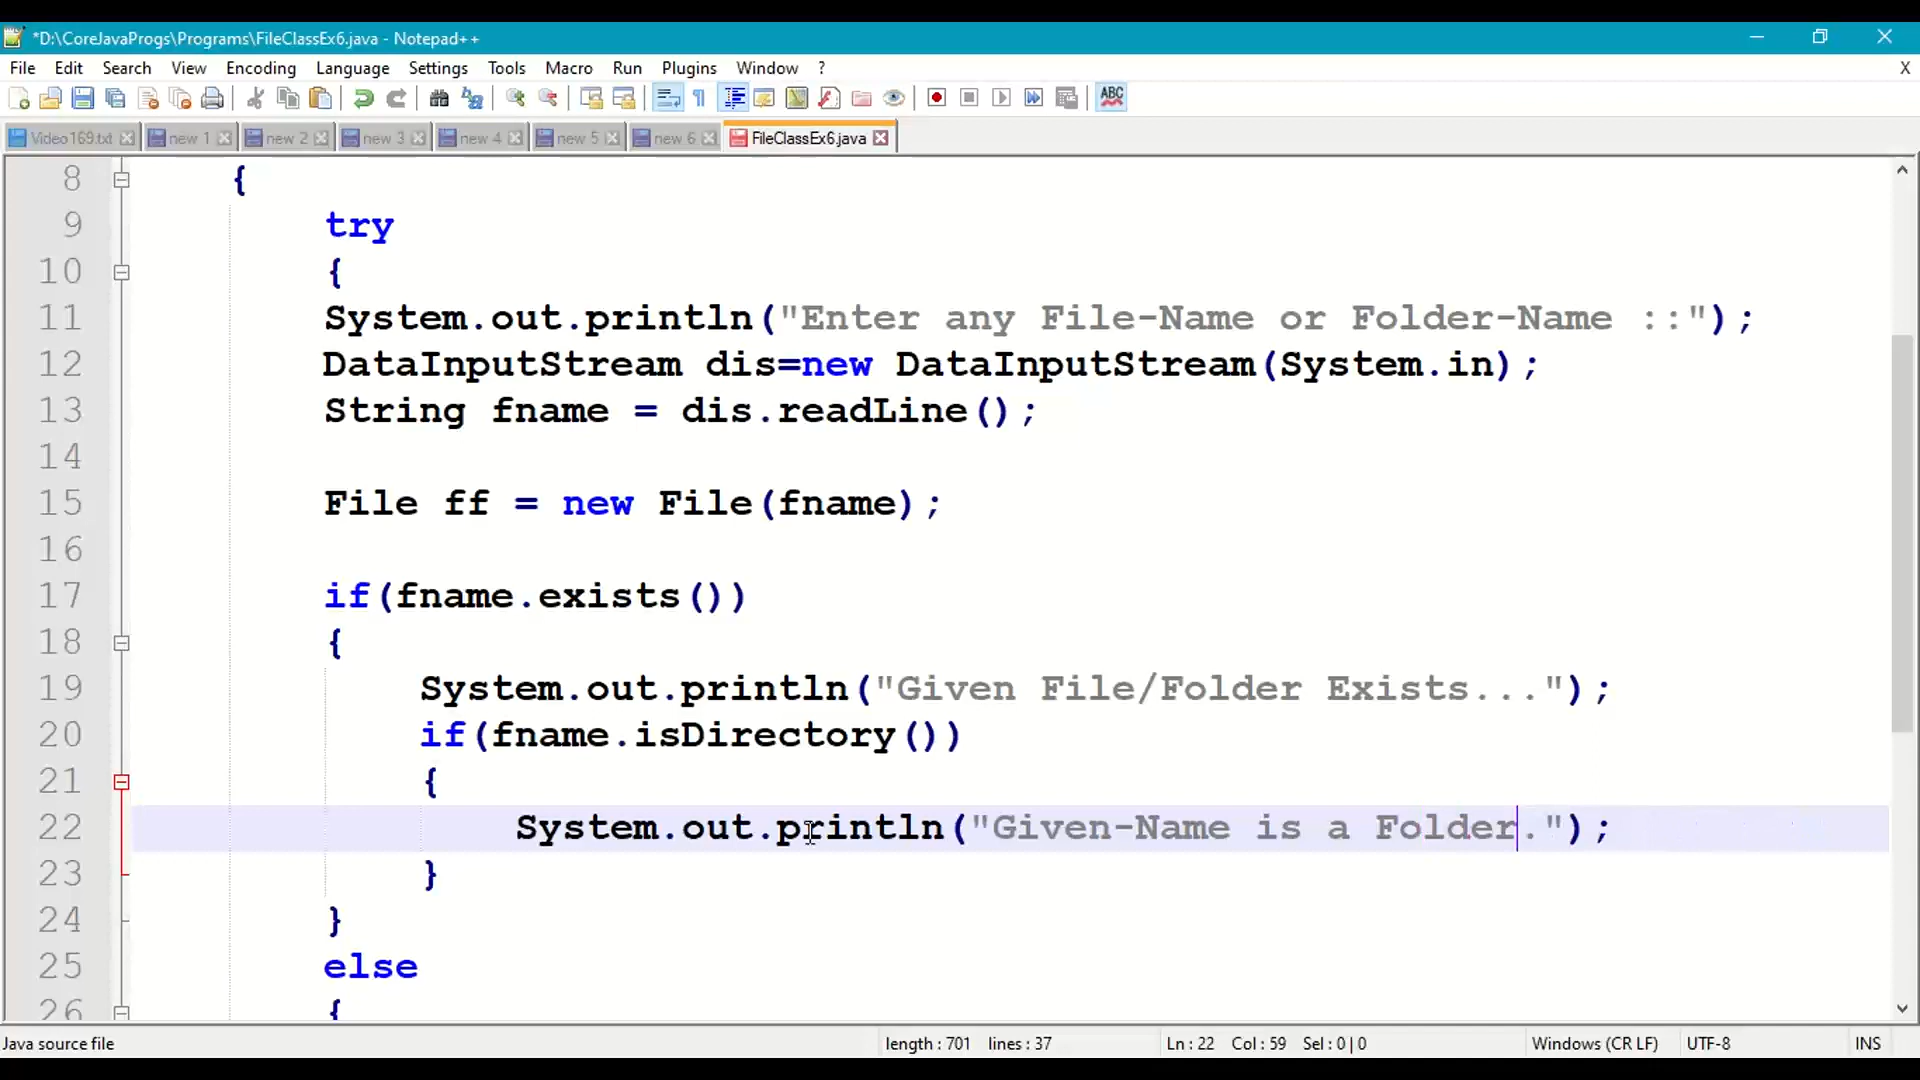 *D:\CoreJavaProgs\Programs\FileClassEx6.java - Notepad++
File Edit Search View Encoding Language Settings Tools Macro Run Plugins Window ? X
ABC
Video169.txt new 1 new 2 new 3 new 4 new 5 new 6 FileClassEx6.java
8 {
9 try
10 {
11 System.out.println("Enter any File-Name or Folder-Name ::");
12 DataInputStream dis=new DataInputStream(System.in);
13 String fname = dis.readLine();
14
15 File ff = new File(fname);
16
17 if(fname.exists())
18 {
19 System.out.println("Given File/Folder Exists...");
20 if(fname.isDirectory())
21 {
22 System.out.println("Given-Name is a Folder.");
23 }
24 }
25 else
26 {
Java source file length : 701 lines : 37 Ln : 22 Col : 59 Sel : 0 | 0 Windows (CR LF) UTF-8 INS